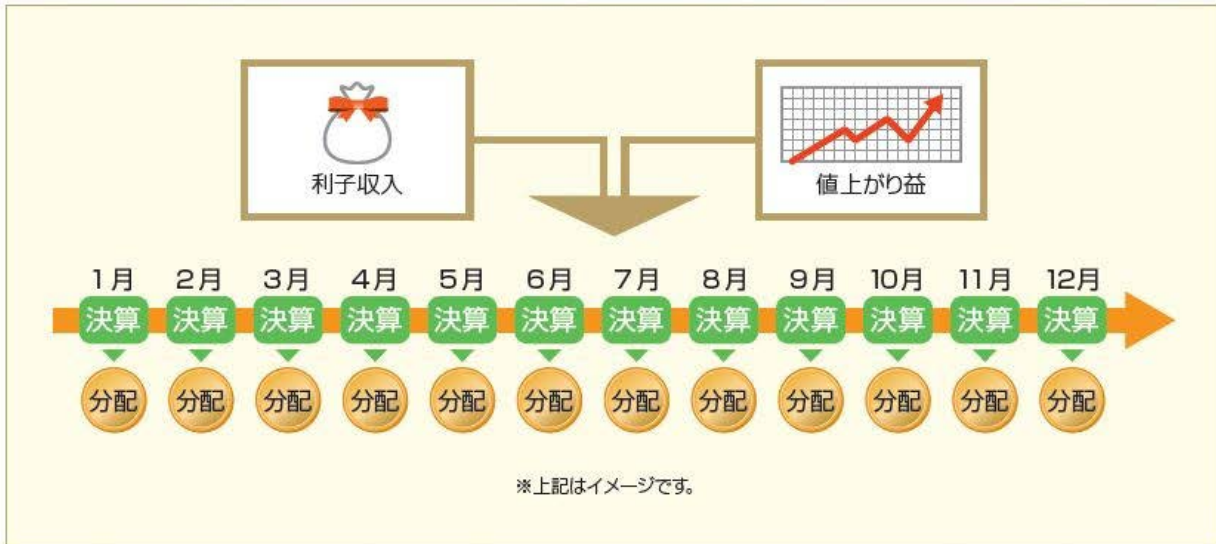 利子収入
値上がり益
1月 2月 3月 4月 5月 6月 7月 8月 9月 10月 11月 12月
決算 決算 決算 決算 決算 決算 決算 決算 決算 決算 決算 決算
分配 分配 分配 分配 分配 分配 分配 分配 分配 分配 分配 分配
※上記はイメージです。